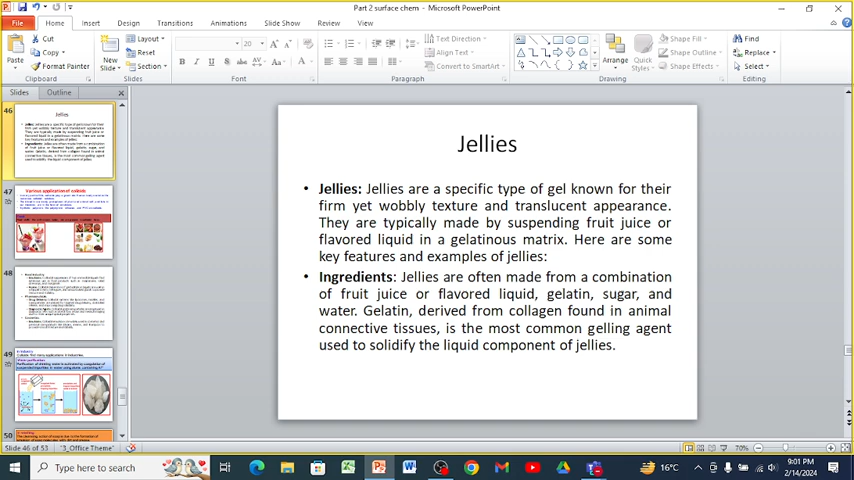 Part 2 surface chem - Microsoft PowerPoint
File Home Insert Design Transitions Animations Slide Show Review View
Paste
Cut
Copy
Format Painter
Clipboard
New
Slide
Layout
Reset
Section
Slides
20
Font
Text Direction
Align Text
Convert to SmartArt
Paragraph
Arrange
Quick
Styles
Shape Fill
Shape Outline
Shape Effects
Drawing
Find
Replace
Select
Editing
Slides Outline
46
Jellies
47
Various application of colloids
48
49
50
Jellies
• Jellies: Jellies are a specific type of gel known for their
firm yet wobbly texture and translucent appearance.
They are typically made by suspending fruit juice or
flavored liquid in a gelatinous matrix. Here are some
key features and examples of jellies:
• Ingredients: Jellies are often made from a combination
of fruit juice or flavored liquid, gelatin, sugar, and
water. Gelatin, derived from collagen found in animal
connective tissues, is the most common gelling agent
used to solidify the liquid component of jellies.
Slide 46 of 53 "3_Office Theme" 70%
Type here to search 16°C 9:01 PM
2/14/2024